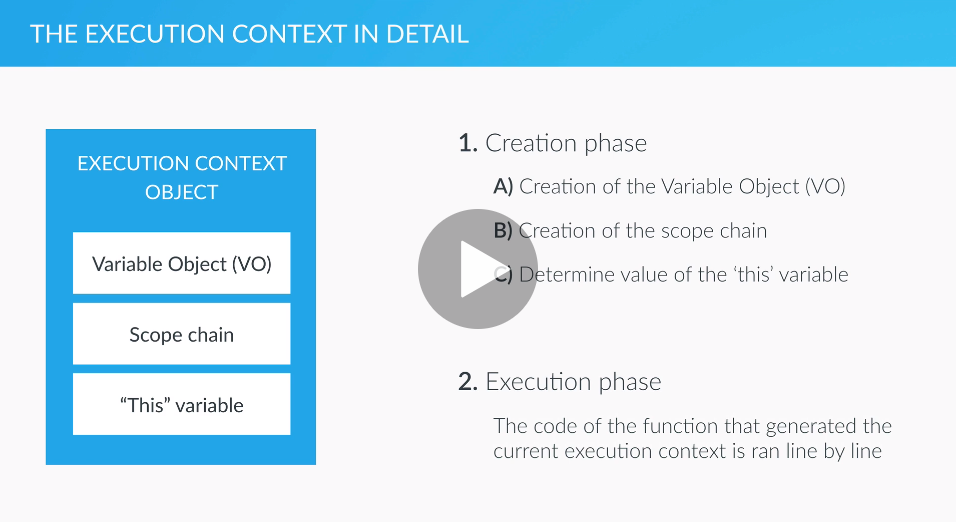 THE EXECUTION CONTEXT IN DETAIL
EXECUTION CONTEXT
OBJECT
Variable Object (VO)
Scope chain
“This” variable
1. Creation phase
A) Creation of the Variable Object (VO)
B) Creation of the scope chain
C) Determine value of the ‘this’ variable
2. Execution phase
The code of the function that generated the
current execution context is ran line by line